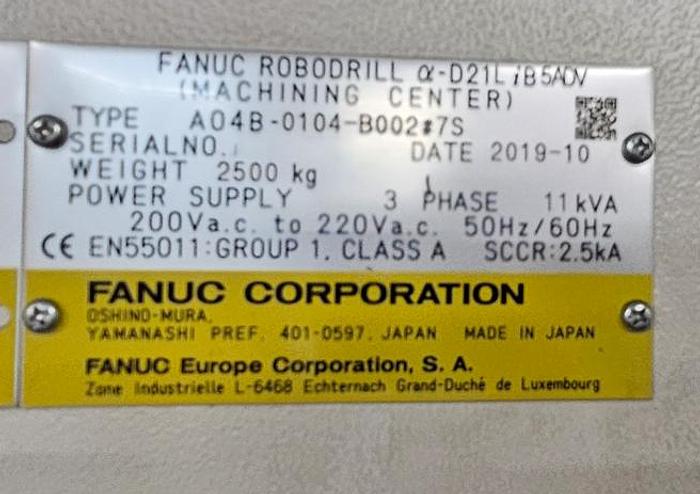 FANUC ROBODRILL α-D21LiB5ADV
(MACHINING CENTER)
TYPE A04B-0104-B002#7S
SERIAL NO. DATE 2019-10
WEIGHT 2500 kg
POWER SUPPLY 3 PHASE 11kVA
200Va.c. to 220Va.c. 50Hz/60Hz
CE EN55011:GROUP 1, CLASS A SCCR:2.5kA
FANUC CORPORATION
OSHINO-MURA,
YAMANASHI PREF. 401-0597, JAPAN MADE IN JAPAN
FANUC Europe Corporation, S. A.
Zone Industrielle L-6468 Echternach Grand-Duché de Luxembourg